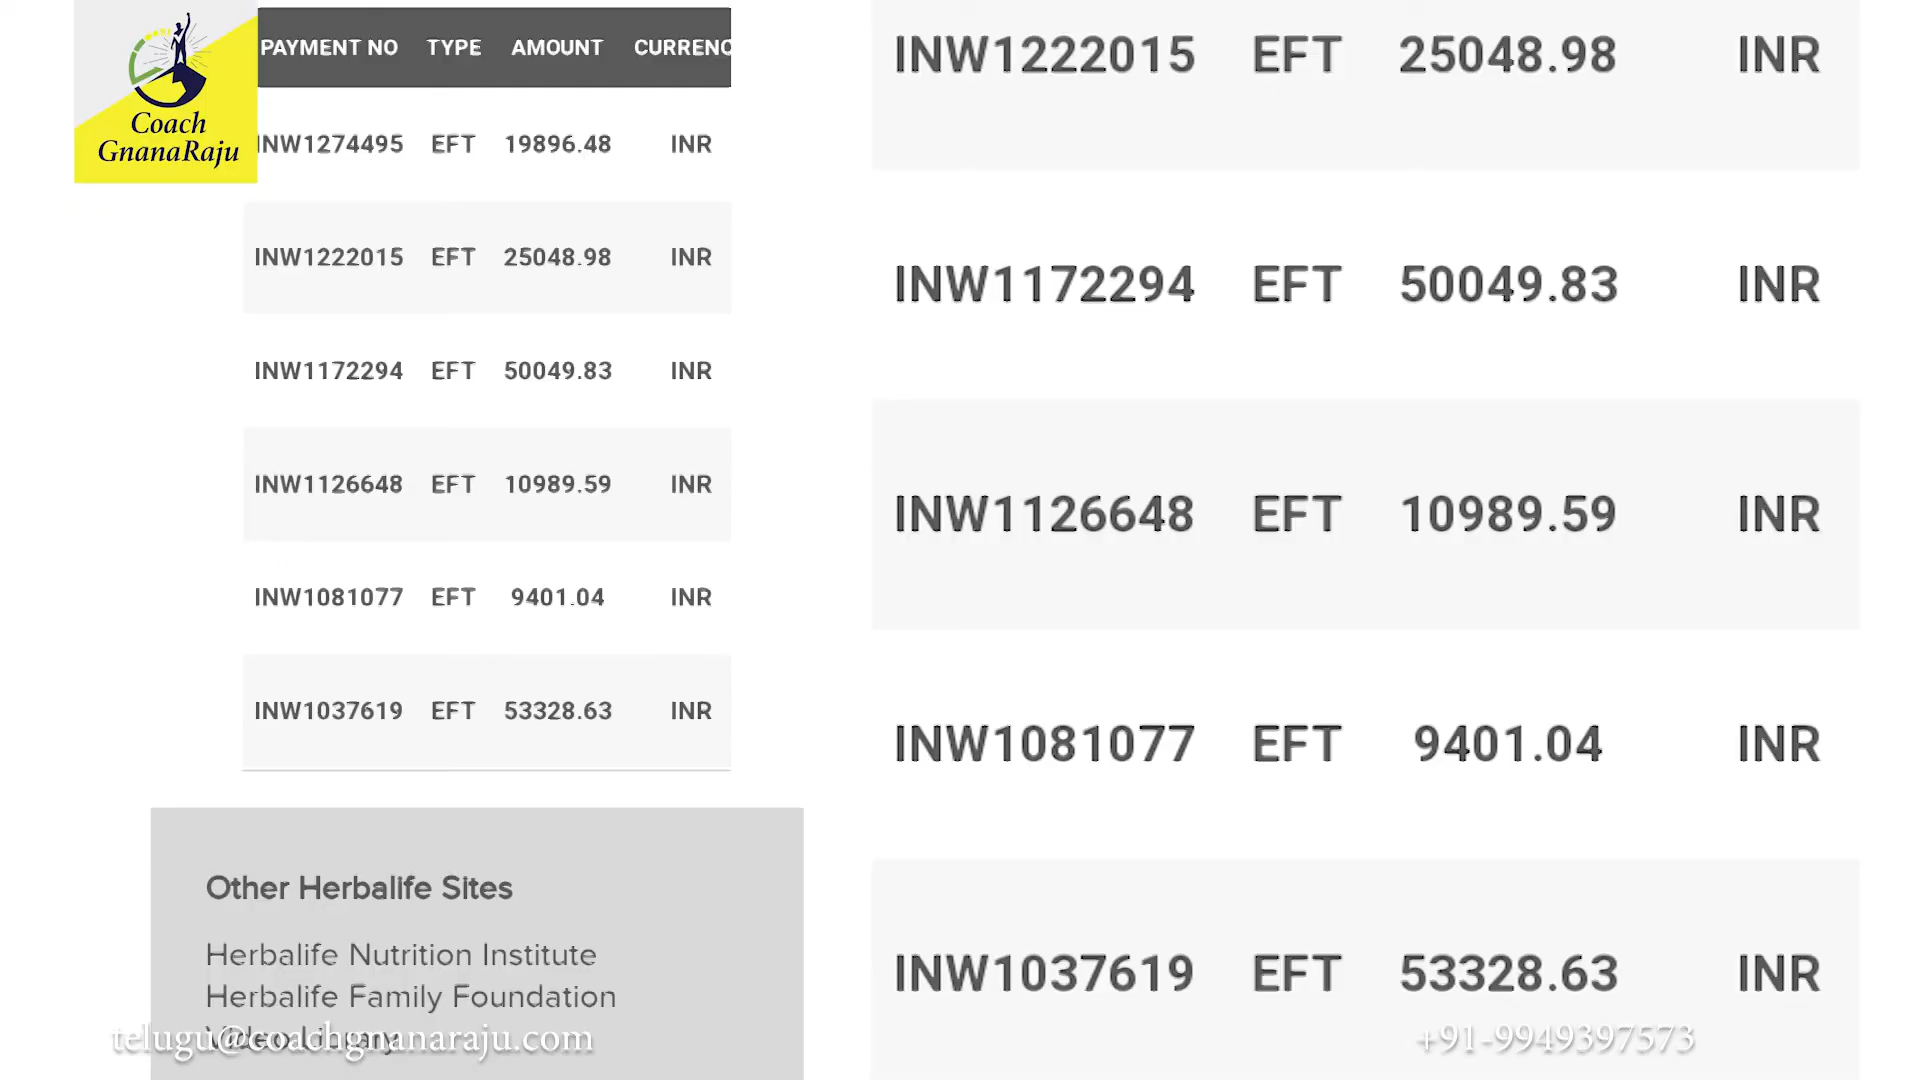 Coach
GnanaRaju
PAYMENT NO TYPE AMOUNT CURRENC
INW1274495 EFT 19896.48 INR
INW1222015 EFT 25048.98 INR
INW1172294 EFT 50049.83 INR
INW1126648 EFT 10989.59 INR
INW1081077 EFT 9401.04 INR
INW1037619 EFT 53328.63 INR
Other Herbalife Sites
Herbalife Nutrition Institute
Herbalife Family Foundation
Video Library
telugu@coachgnanaraju.com
INW1222015 EFT 25048.98 INR
INW1172294 EFT 50049.83 INR
INW1126648 EFT 10989.59 INR
INW1081077 EFT 9401.04 INR
INW1037619 EFT 53328.63 INR
+91-9949397573